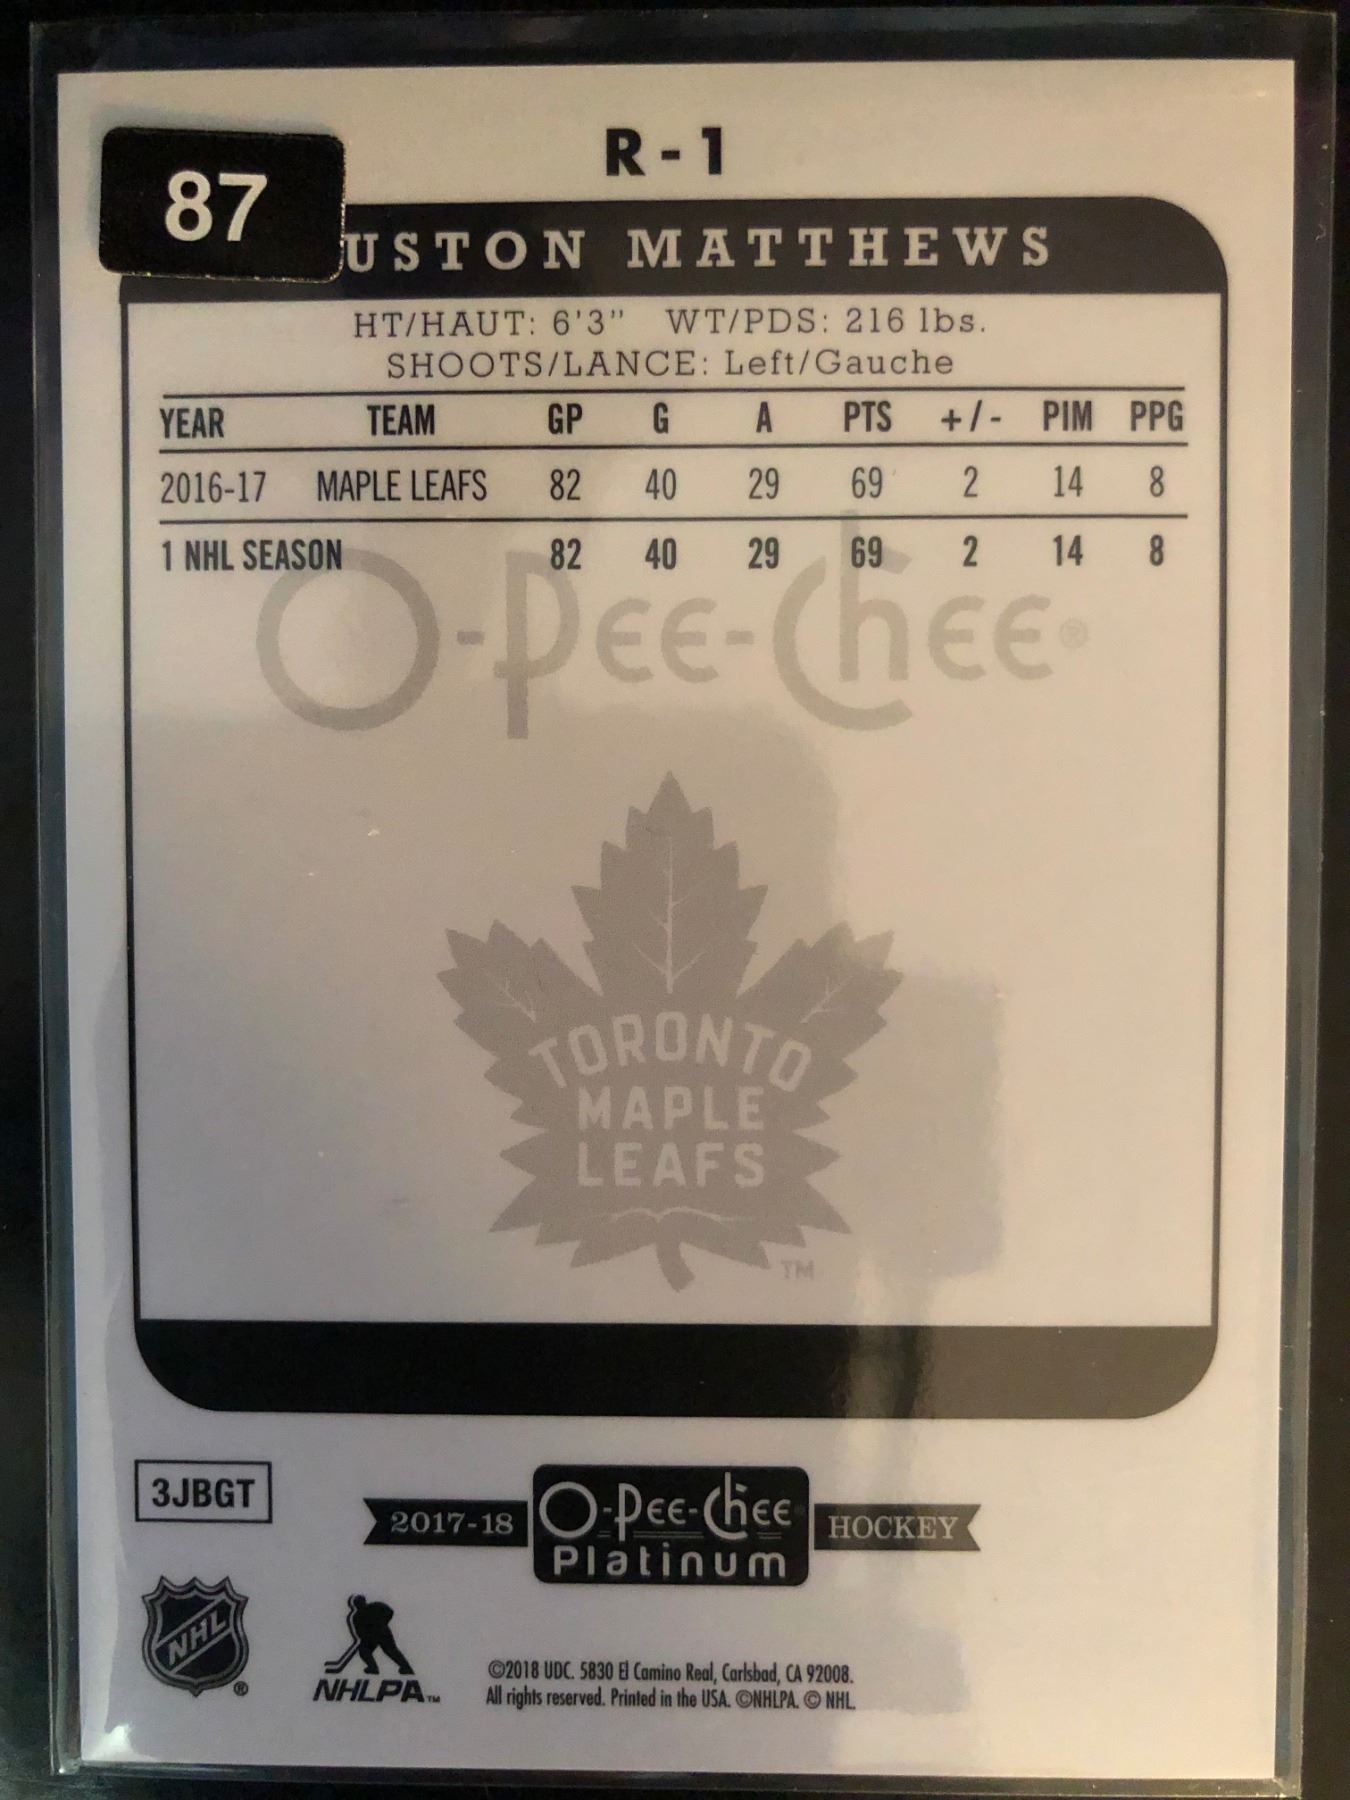 R-1
87
USTON MATTHEWS
HT/HAUT: 6'3" WT/PDS: 216 lbs.
SHOOTS/LANCE: Left/Gauche
YEAR TEAM GP G A PTS +/- PIM PPG
2016-17 MAPLE LEAFS 82 40 29 69 2 14 8
1 NHL SEASON 82 40 29 69 2 14 8
O-Pee-Chee®
TORONTO
MAPLE
LEAFS
TM
3JBGT
2017-18 O-Pee-Chee HOCKEY
Platinum
NHL ®
NHLPA TM
©2018 UDC. 5830 El Camino Real, Carlsbad, CA 92008.
All rights reserved. Printed in the USA. ©NHLPA. © NHL.